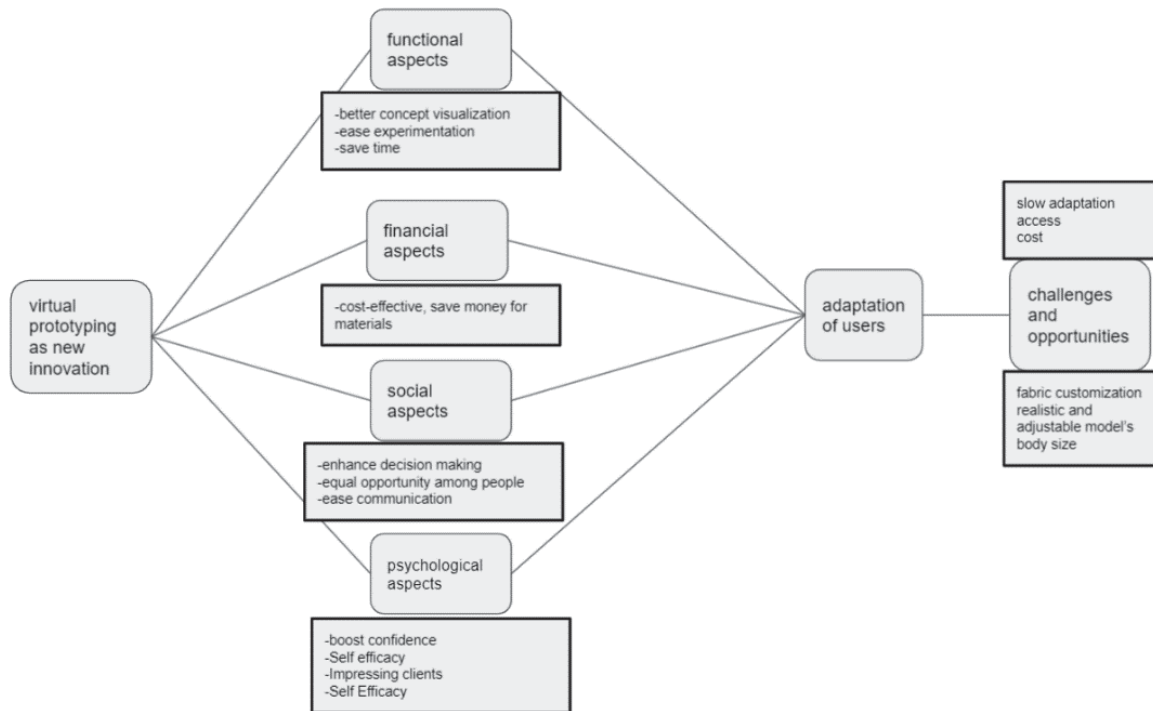 functional
aspects
-better concept visualization
-ease experimentation
-save time
financial
aspects
-cost-effective, save money for
materials
virtual
prototyping
as new
innovation
social
aspects
-enhance decision making
-equal opportunity among people
-ease communication
psychological
aspects
-boost confidence
-Self efficacy
-Impressing clients
-Self Efficacy
adaptation
of users
slow adaptation
access
cost
challenges
and
opportunities
fabric customization
realistic and
adjustable model's
body size